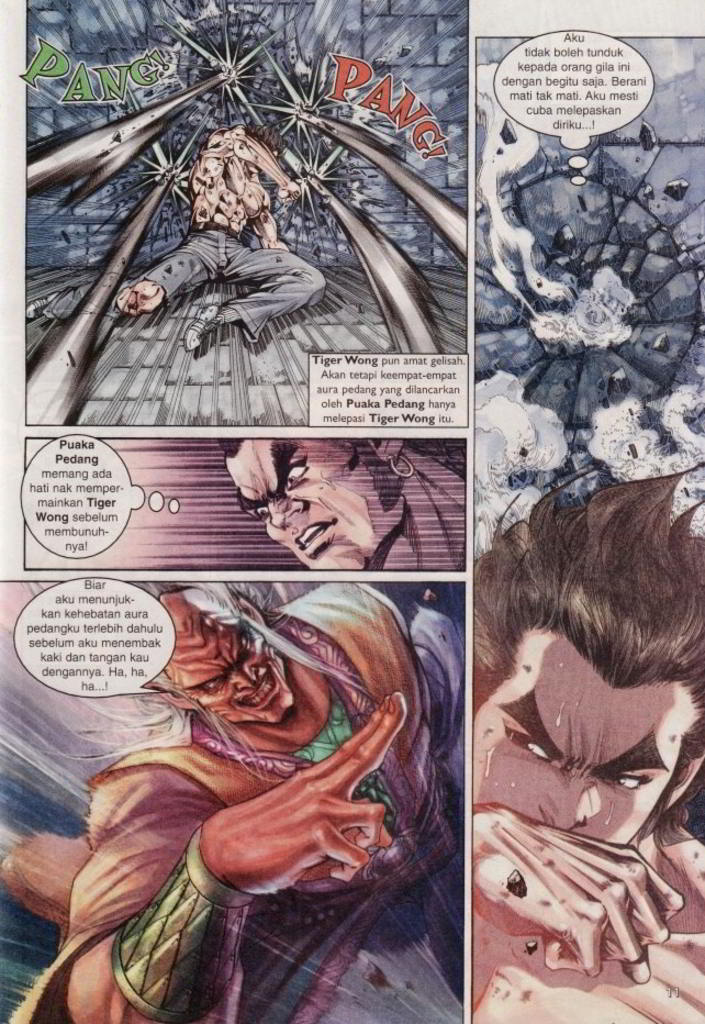 PANG!
PANG!
Tiger Wong pun amat gelisah.
Akan tetapi keempat-empat
aura pedang yang dilancarkan
oleh Puaka Pedang hanya
melepasi Tiger Wong itu.
Puaka
Pedang
memang ada
hati nak memper-
mainkan Tiger
Wong sebelum
membunuh-
nya!
Biar
aku menunjuk-
kan kehebatan aura
pedangku terlebih dahulu
sebelum aku menembak
kaki dan tangan kau
dengannya. Ha, ha,
ha...!
Aku
tidak boleh tunduk
kepada orang gila ini
dengan begitu saja. Berani
mati tak mati. Aku mesti
cuba melepaskan
diriku...!
11